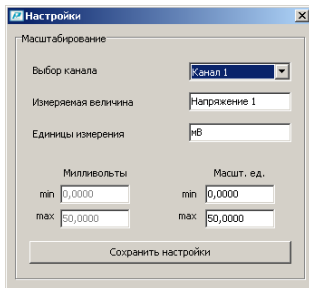 Настройки
Масштабирование
Выбор канала Канал 1
Измеряемая величина Напряжение 1
Единицы измерения мВ
Милливольты Масшт. ед.
min 0,0000 min 0,0000
max 50,0000 max 50,0000
Сохранить настройки